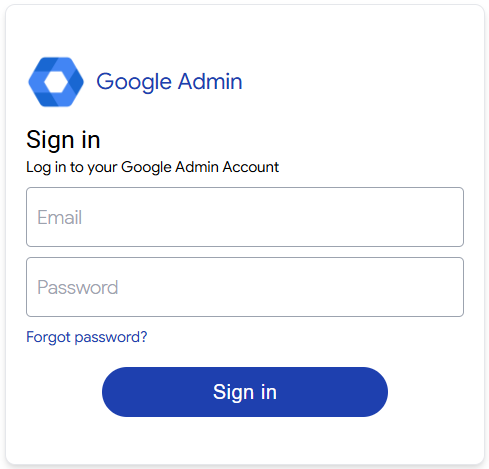 Google Admin
Sign in
Log in to your Google Admin Account
Email
Password
Forgot password?
Sign in